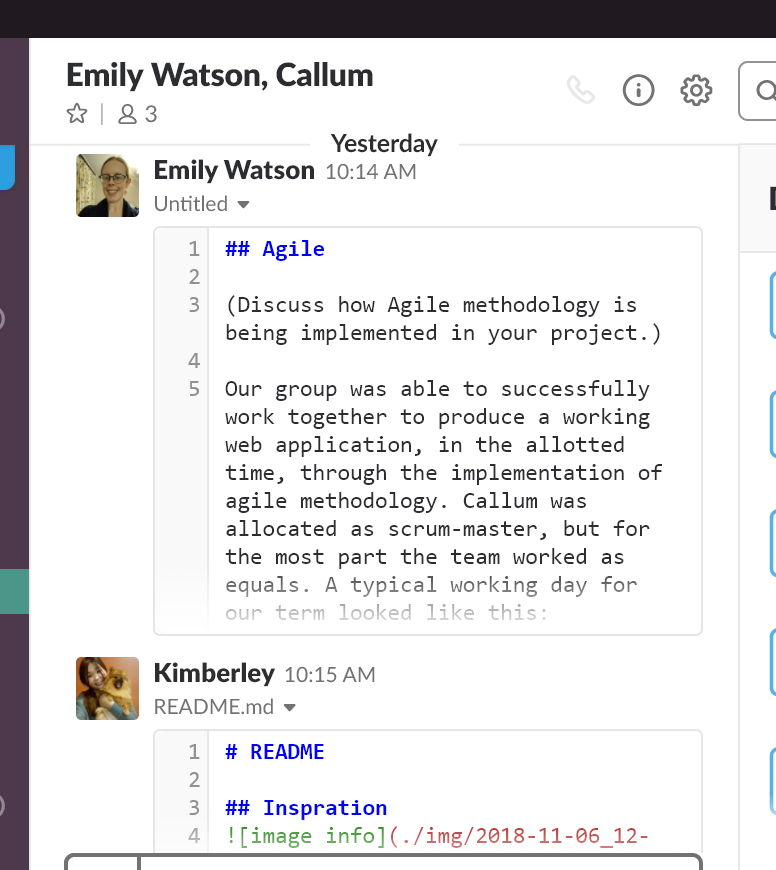 Emily Watson, Callum
3
Yesterday
Emily Watson 10:14 AM
Untitled
1 ## Agile
2
3 (Discuss how Agile methodology is
being implemented in your project.)
4
5 Our group was able to successfully
work together to produce a working
web application, in the allotted
time, through the implementation of
agile methodology. Callum was
allocated as scrum-master, but for
the most part the team worked as
equals. A typical working day for
our term looked like this:
Kimberley 10:15 AM
README.md
1 # README
2
3 ## Inspration
4 ![image info](./img/2018-11-06_12-